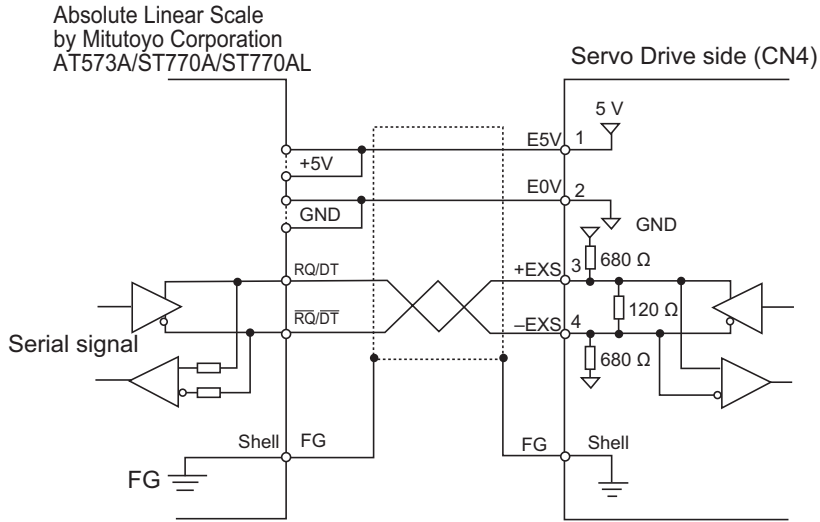 Absolute Linear Scale
by Mitutoyo Corporation
AT573A/ST770A/ST770AL
Servo Drive side (CN4)
5 V
E5V 1
+5V
E0V 2
GND
GND
680 Ω
RQ/DT
+EXS 3
120 Ω
RQ/DT
–EXS 4
Serial signal
680 Ω
Shell FG
FG Shell
FG